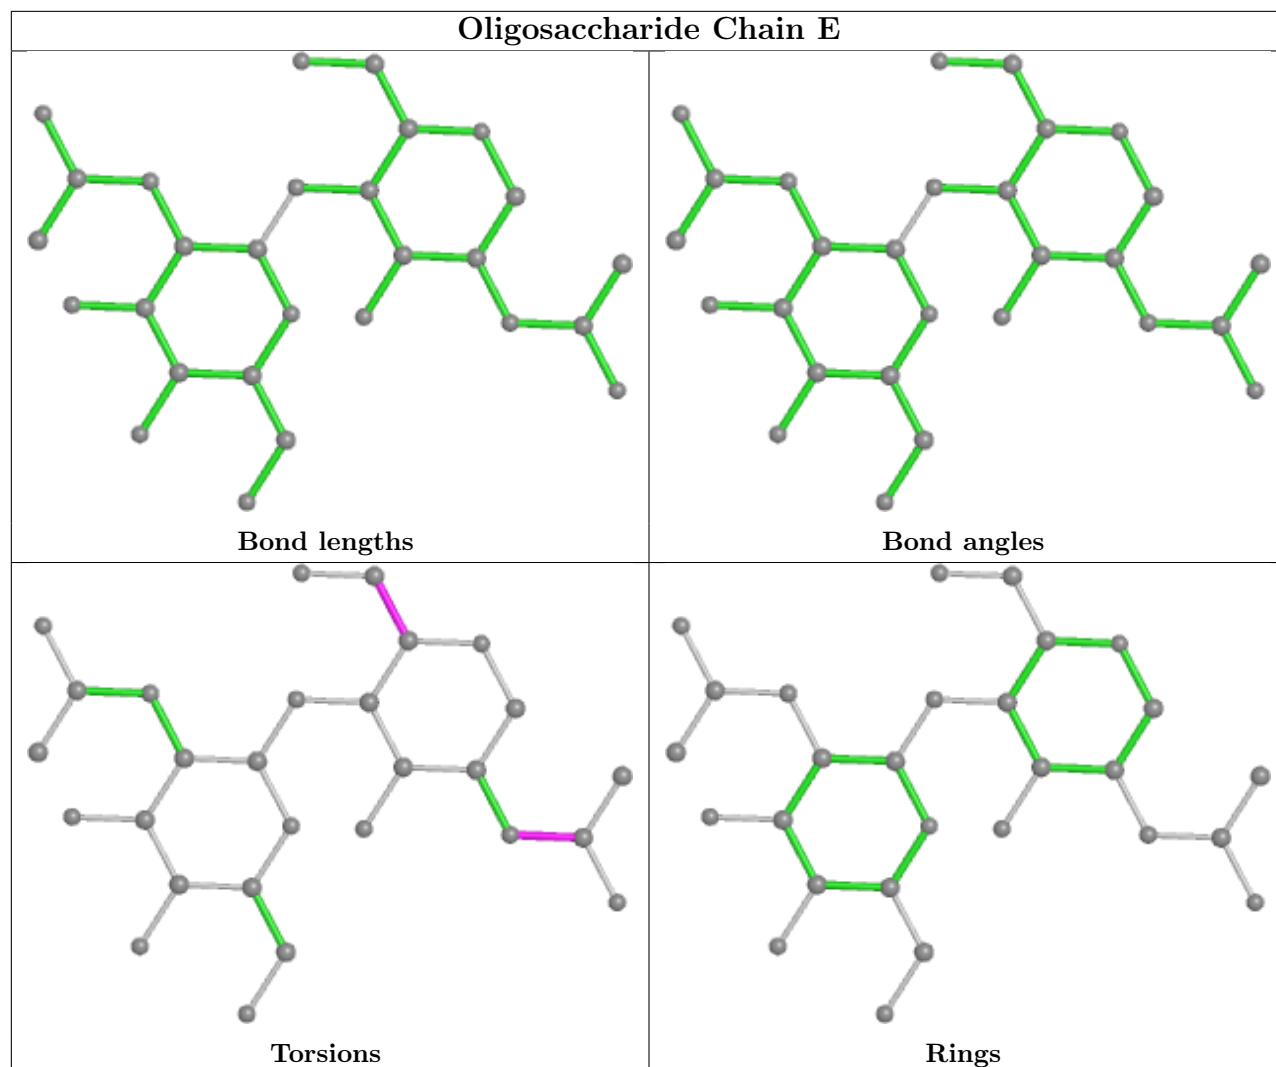 Oligosaccharide Chain E
Bond lengths
Bond angles
Torsions
Rings